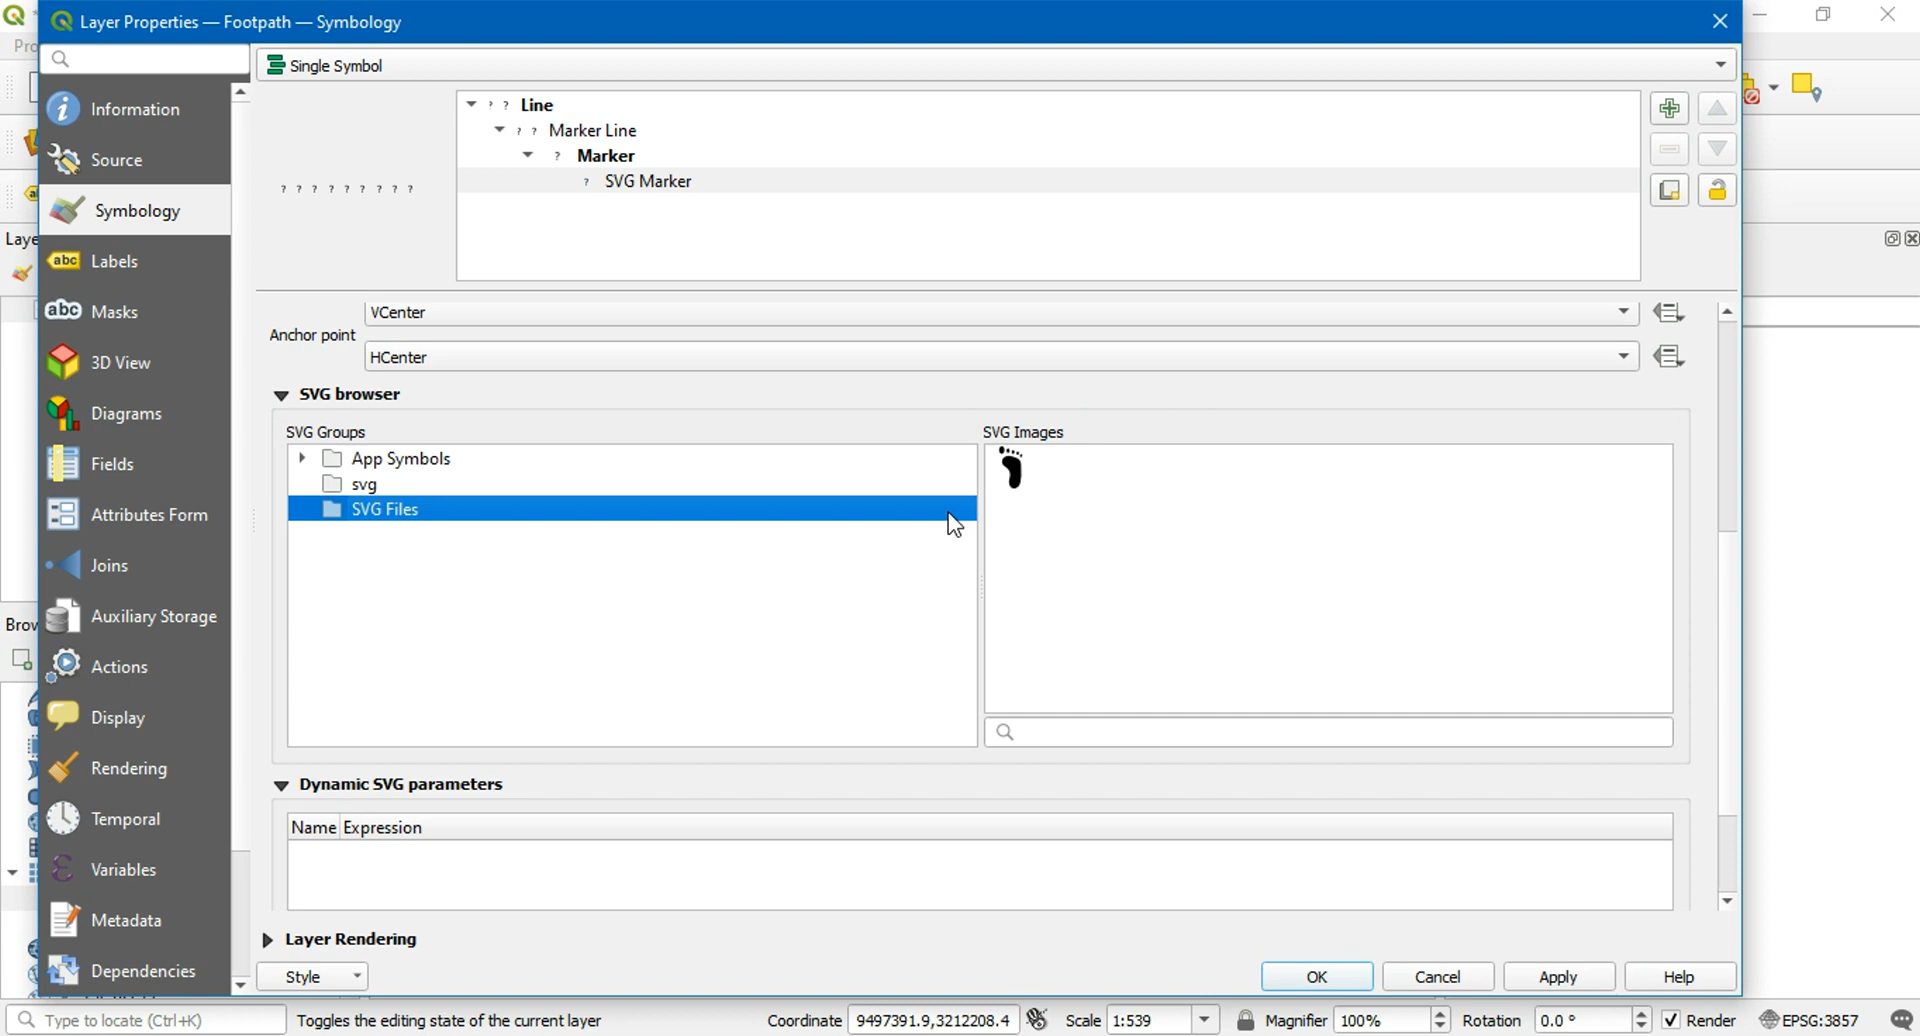 Layer Properties — Footpath — Symbology
Single Symbol
Information
Source
Symbology
Labels
Masks
3D View
Diagrams
Fields
Attributes Form
Joins
Auxiliary Storage
Actions
Display
Rendering
Temporal
Variables
Metadata
Dependencies
? ? ? ? ? ? ? ? ?
? ? Line
? ? Marker Line
? Marker
? SVG Marker
VCenter
Anchor point
HCenter
SVG browser
SVG Groups
SVG Images
App Symbols
svg
SVG Files
Dynamic SVG parameters
Name Expression
Layer Rendering
Style
OK
Cancel
Apply
Help
Type to locate (Ctrl+K)
Toggles the editing state of the current layer
Coordinate 9497391.9,3212208.4
Scale 1:539
Magnifier 100%
Rotation 0.0 °
Render
EPSG:3857